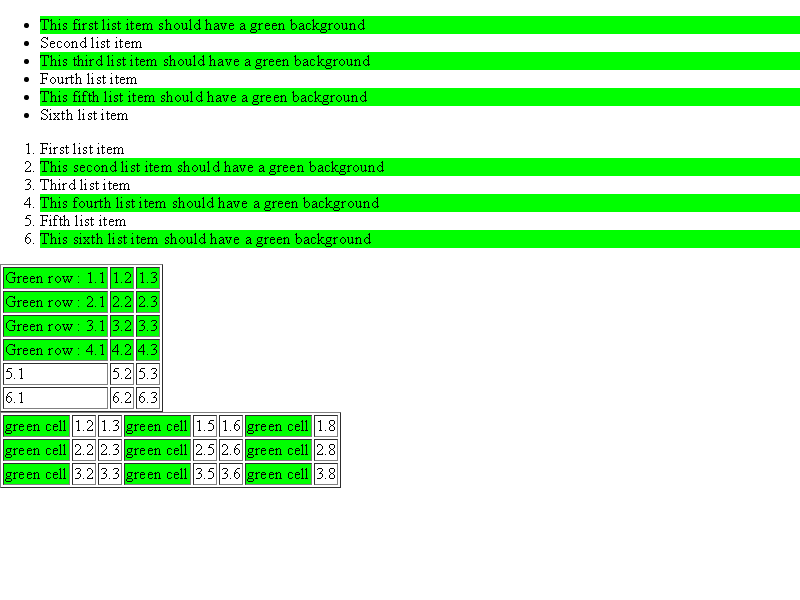 • This first list item should have a green background
• Second list item
• This third list item should have a green background
• Fourth list item
• This fifth list item should have a green background
• Sixth list item
1. First list item
2. This second list item should have a green background
3. Third list item
4. This fourth list item should have a green background
5. Fifth list item
6. This sixth list item should have a green background
Green row : 1.1 1.2 1.3
Green row : 2.1 2.2 2.3
Green row : 3.1 3.2 3.3
Green row : 4.1 4.2 4.3
5.1 5.2 5.3
6.1 6.2 6.3
green cell 1.2 1.3 green cell 1.5 1.6 green cell 1.8
green cell 2.2 2.3 green cell 2.5 2.6 green cell 2.8
green cell 3.2 3.3 green cell 3.5 3.6 green cell 3.8